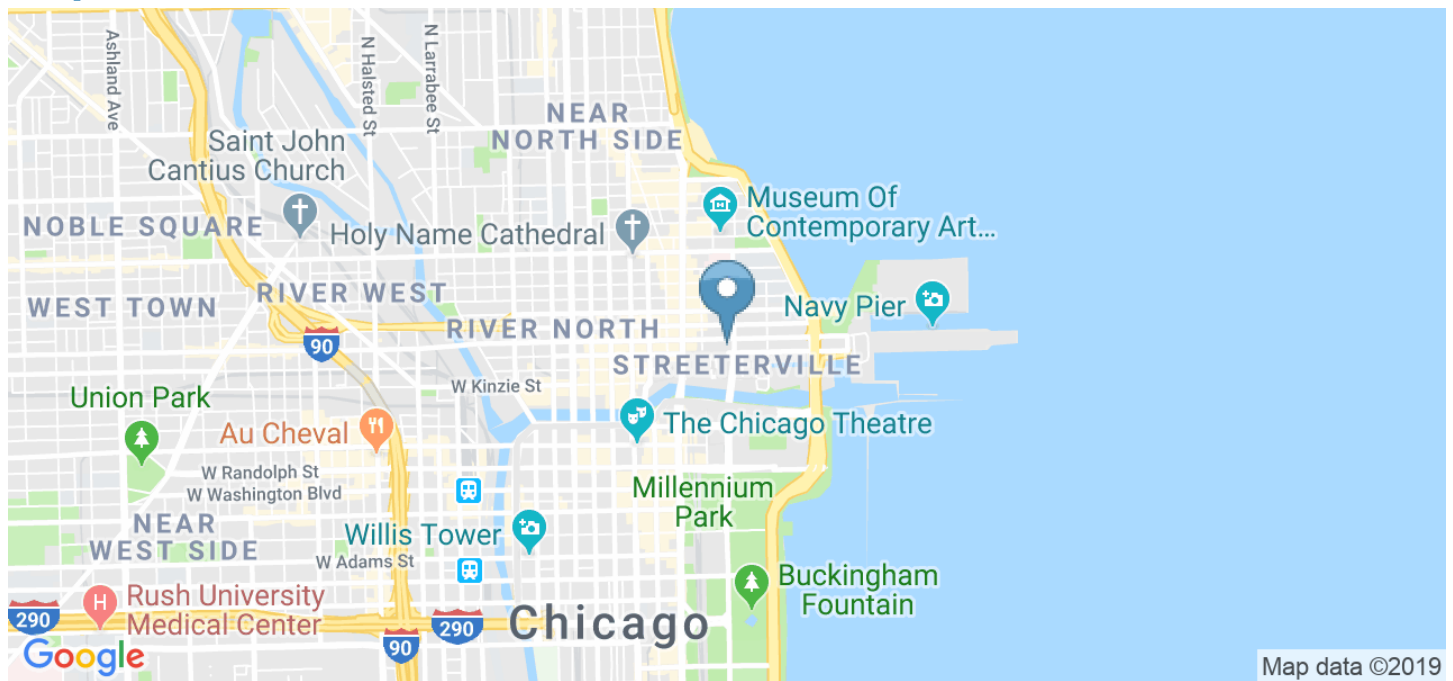 Ashland Ave
N Halsted St
N Larrabee St
NEAR
NORTH SIDE
Saint John
Cantius Church
Museum Of
Contemporary Art...
NOBLE SQUARE
Holy Name Cathedral
RIVER WEST
WEST TOWN
Navy Pier
RIVER NORTH
90
STREETERVILLE
W Kinzie St
Union Park
The Chicago Theatre
Au Cheval
W Randolph St
W Washington Blvd
Millennium
Park
NEAR
WEST SIDE
Willis Tower
W Adams St
Buckingham
Fountain
H
Rush University
Medical Center
290
290
Chicago
90
Google
Map data ©2019